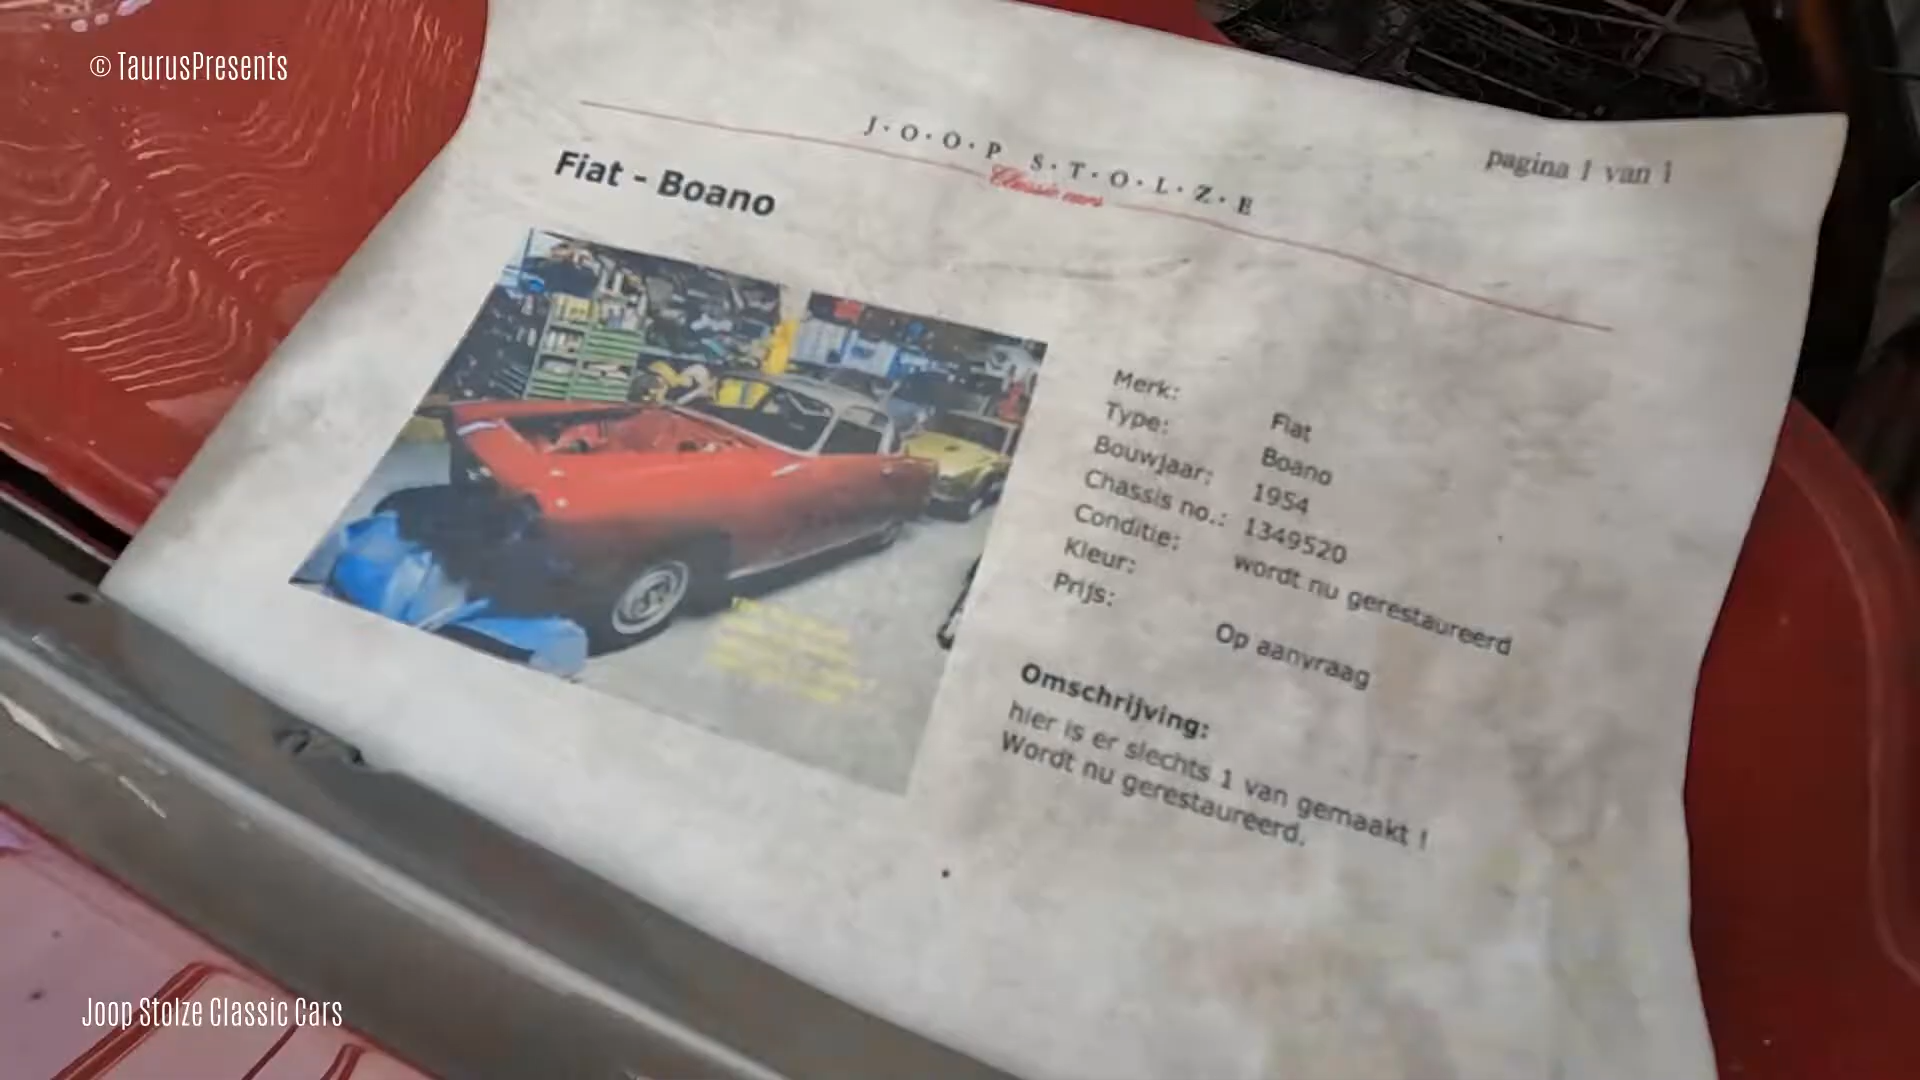 © TaurusPresents
J·O·O·P S·T·O·L·Z·E
Classic cars
pagina 1 van 1
Fiat - Boano
Merk: Fiat
Type: Boano
Bouwjaar: 1954
Chassis no.: 1349520
Conditie: wordt nu gerestaureerd
Kleur:
Prijs: Op aanvraag
Omschrijving:
hier is er slechts 1 van gemaakt !
Wordt nu gerestaureerd.
Joop Stolze Classic Cars